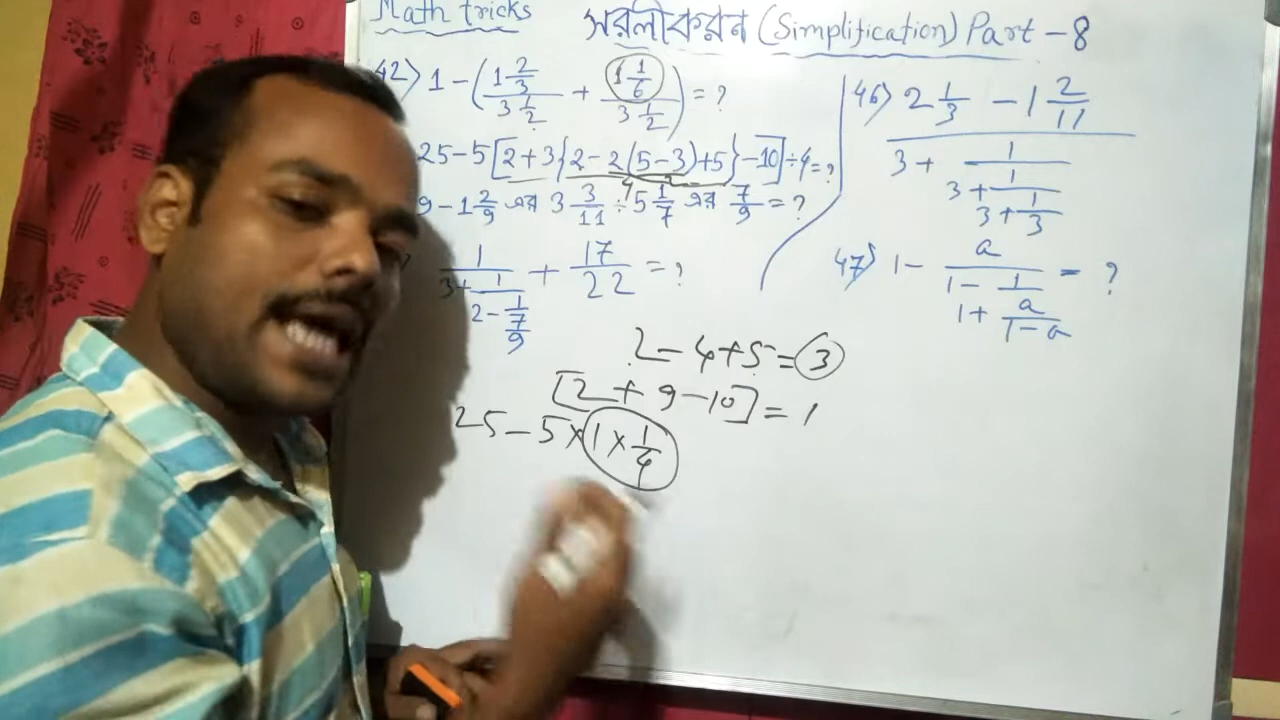 Math tricks
সরলীকরন (Simplification) Part - 8
42) 1 - (1 2/3 / 3 1/2 + 1 1/6 / 3 1/2) = ?
25 - 5 [2 + 3 {2 - 2 (5 - 3) + 5} - 10] ÷ 4 = ?
9 - 1 2/9 এর 3 3/11 ÷ 5 1/7 এর 7/9 = ?
1 / (3 + 1 / (2 - 1 / (7/9))) + 17/22 = ?
46) 2 1/3 - 1 2/11 / (3 + 1 / (3 + 1 / (3 + 1/3)))
47) 1 - a / (1 - 1 / (1 + a / (1 - a))) = ?
2 - 4 + 5 = 3
[2 + 9 - 10] = 1
25 - 5 × 1 × 1/4